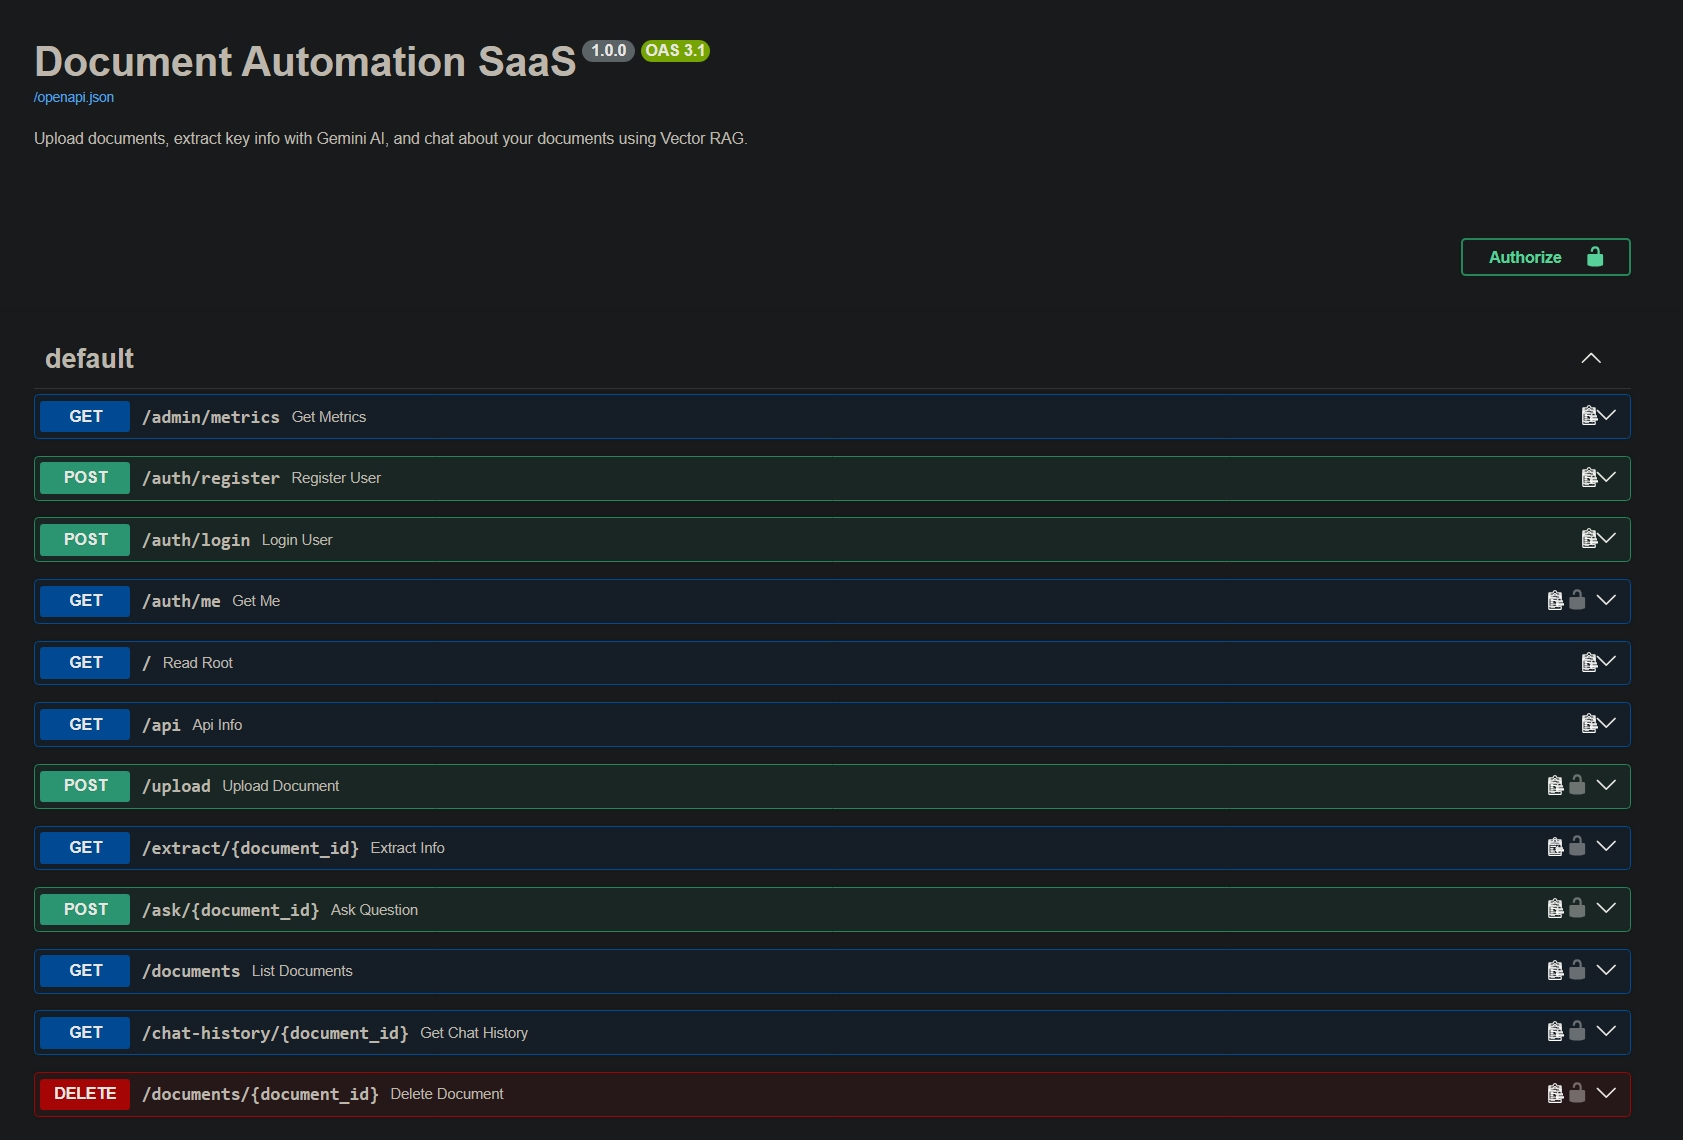 Document Automation SaaS 1.0.0 OAS 3.1
/openapi.json
Upload documents, extract key info with Gemini AI, and chat about your documents using Vector RAG.
Authorize
default
GET /admin/metrics Get Metrics
POST /auth/register Register User
POST /auth/login Login User
GET /auth/me Get Me
GET / Read Root
GET /api Api Info
POST /upload Upload Document
GET /extract/{document_id} Extract Info
POST /ask/{document_id} Ask Question
GET /documents List Documents
GET /chat-history/{document_id} Get Chat History
DELETE /documents/{document_id} Delete Document